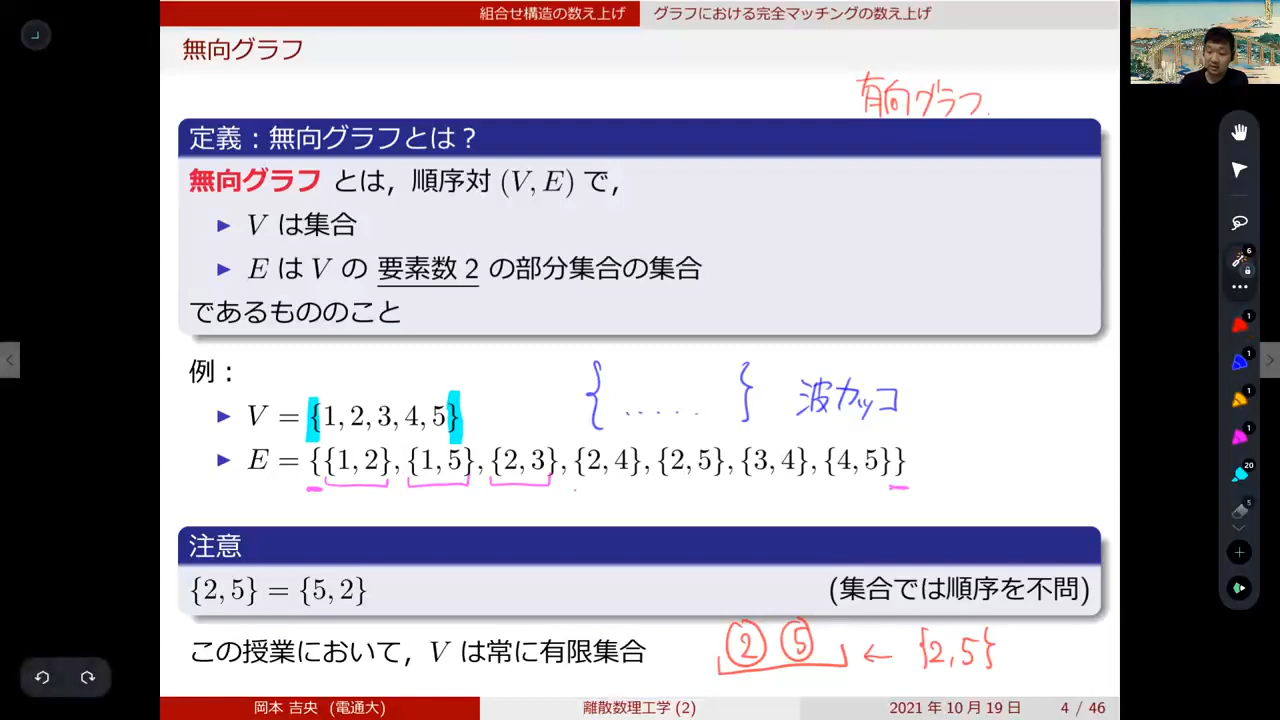 組合せ構造の数え上げ グラフにおける完全マッチングの数え上げ
無向グラフ
有向グラフ
定義：無向グラフとは？
無向グラフ とは，順序対 (V, E) で，
▶ V は集合
▶ E は V の 要素数 2 の部分集合の集合
であるもののこと
例：
▶ V = {1, 2, 3, 4, 5}
{ ..... } 波カッコ
▶ E = {{1, 2}, {1, 5}, {2, 3}, {2, 4}, {2, 5}, {3, 4}, {4, 5}}
注意
{2, 5} = {5, 2} (集合では順序を不問)
この授業において，V は常に有限集合
2 5 ← {2,5}
岡本 吉央 (電通大) 離散数理工学 (2) 2021 年 10 月 19 日 4 / 46
6
1
1
1
1
20
5